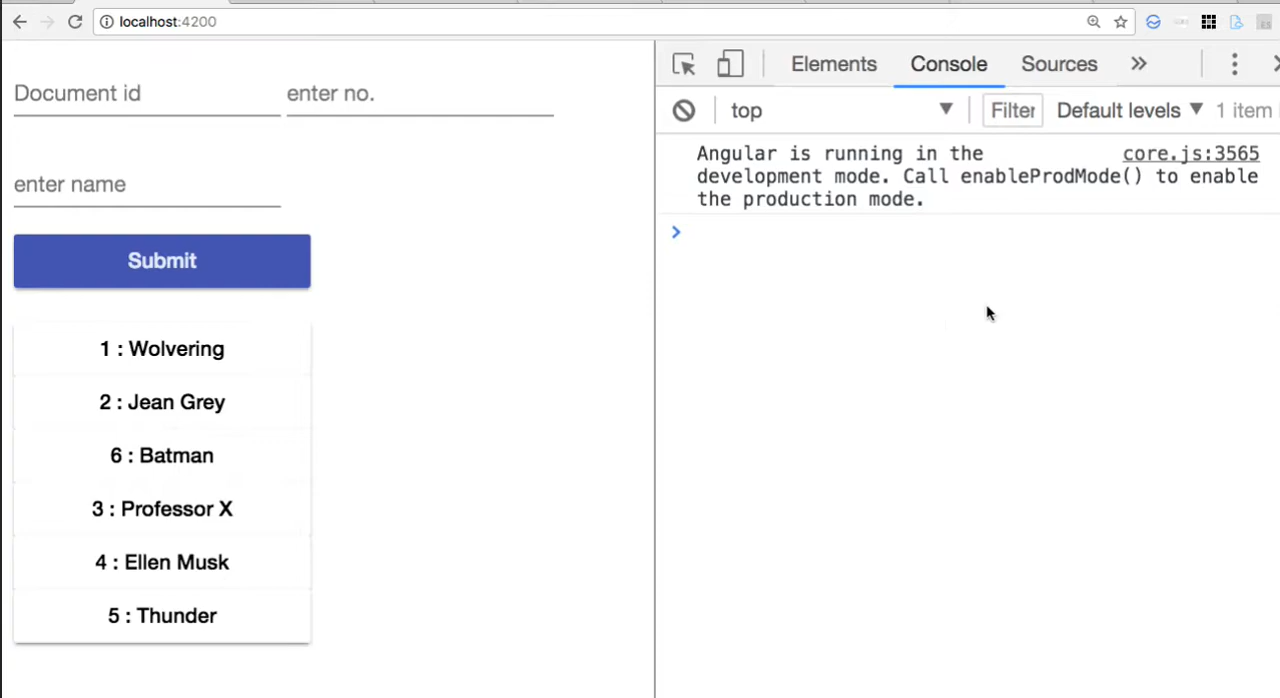 localhost:4200
Document id
enter no.
enter name
Submit
1 : Wolvering
2 : Jean Grey
6 : Batman
3 : Professor X
4 : Ellen Musk
5 : Thunder
Elements Console Sources »
top Filter Default levels 1 item
Angular is running in the core.js:3565
development mode. Call enableProdMode() to enable
the production mode.